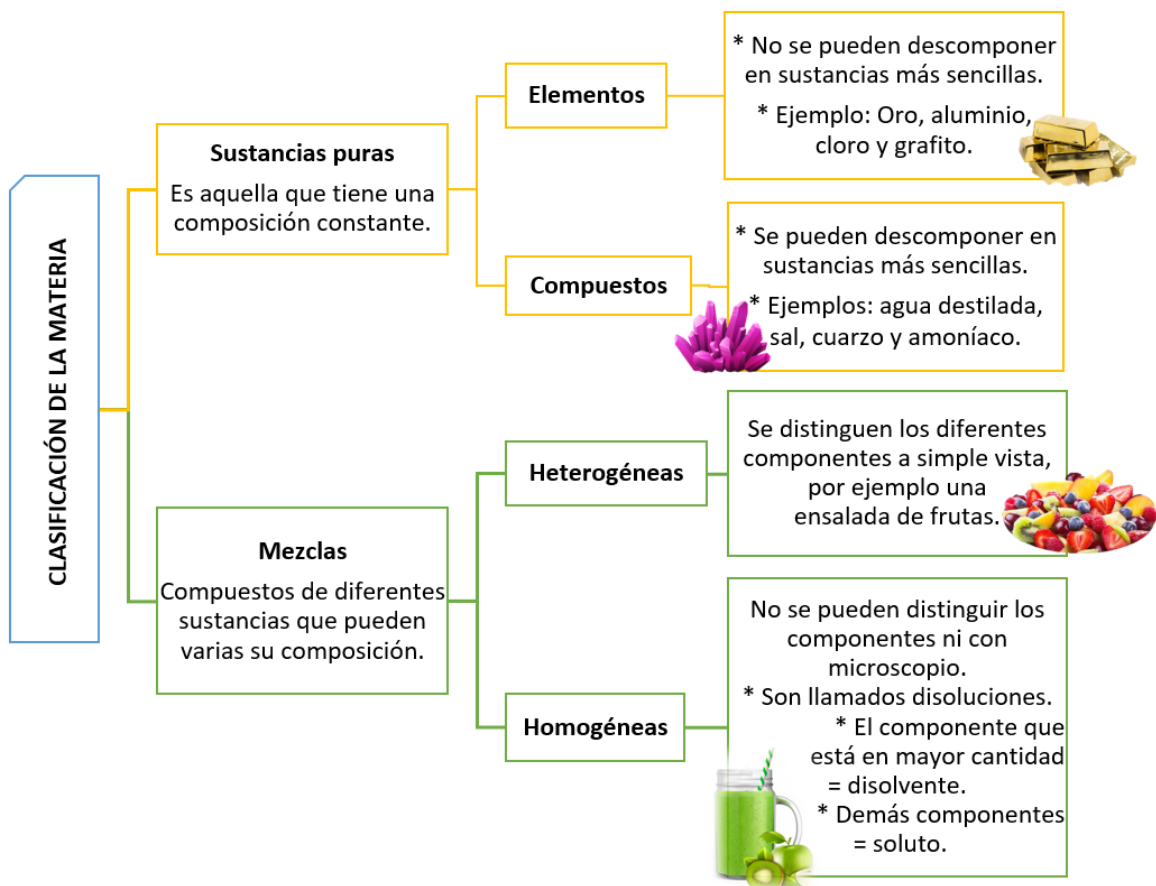 CLASIFICACIÓN DE LA MATERIA
Sustancias puras
Es aquella que tiene una
composición constante.
Elementos
* No se pueden descomponer
en sustancias más sencillas.
* Ejemplo: Oro, aluminio,
cloro y grafito.
Compuestos
* Se pueden descomponer en
sustancias más sencillas.
* Ejemplos: agua destilada,
sal, cuarzo y amoníaco.
Mezclas
Compuestos de diferentes
sustancias que pueden
varias su composición.
Heterogéneas
Se distinguen los diferentes
componentes a simple vista,
por ejemplo una
ensalada de frutas.
Homogéneas
No se pueden distinguir los
componentes ni con
microscopio.
* Son llamados disoluciones.
* El componente que
está en mayor cantidad
= disolvente.
* Demás componentes
= soluto.